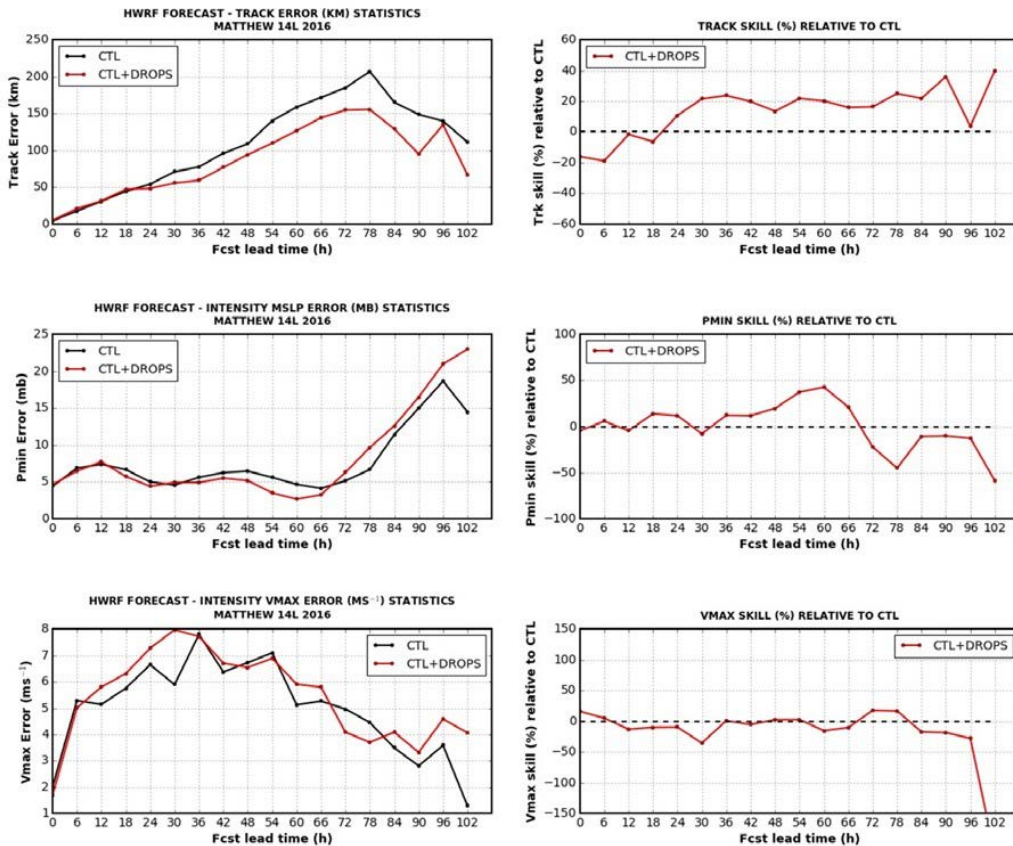 HWRF FORECAST - TRACK ERROR (KM) STATISTICS
MATTHEW 14L 2016
250
200
150
100
50
0
Track Error (km)
CTL
CTL+DROPS
0 6 12 18 24 30 36 42 48 54 60 66 72 78 84 90 96 102
Fcst lead time (h)
TRACK SKILL (%) RELATIVE TO CTL
60
40
20
0
−20
−40
−60
Trk skill (%) relative to CTL
CTL+DROPS
0 6 12 18 24 30 36 42 48 54 60 66 72 78 84 90 96 102
Fcst lead time (h)
HWRF FORECAST - INTENSITY MSLP ERROR (MB) STATISTICS
MATTHEW 14L 2016
25
20
15
10
5
0
Pmin Error (mb)
CTL
CTL+DROPS
0 6 12 18 24 30 36 42 48 54 60 66 72 78 84 90 96 102
Fcst lead time (h)
PMIN SKILL (%) RELATIVE TO CTL
100
50
0
−50
−100
Pmin skill (%) relative to CTL
CTL+DROPS
0 6 12 18 24 30 36 42 48 54 60 66 72 78 84 90 96 102
Fcst lead time (h)
HWRF FORECAST - INTENSITY VMAX ERROR (MS⁻¹) STATISTICS
MATTHEW 14L 2016
8
7
6
5
4
3
2
1
Vmax Error (ms⁻¹)
CTL
CTL+DROPS
0 6 12 18 24 30 36 42 48 54 60 66 72 78 84 90 96 102
Fcst lead time (h)
VMAX SKILL (%) RELATIVE TO CTL
150
100
50
0
−50
−100
−150
Vmax skill (%) relative to CTL
CTL+DROPS
0 6 12 18 24 30 36 42 48 54 60 66 72 78 84 90 96 102
Fcst lead time (h)